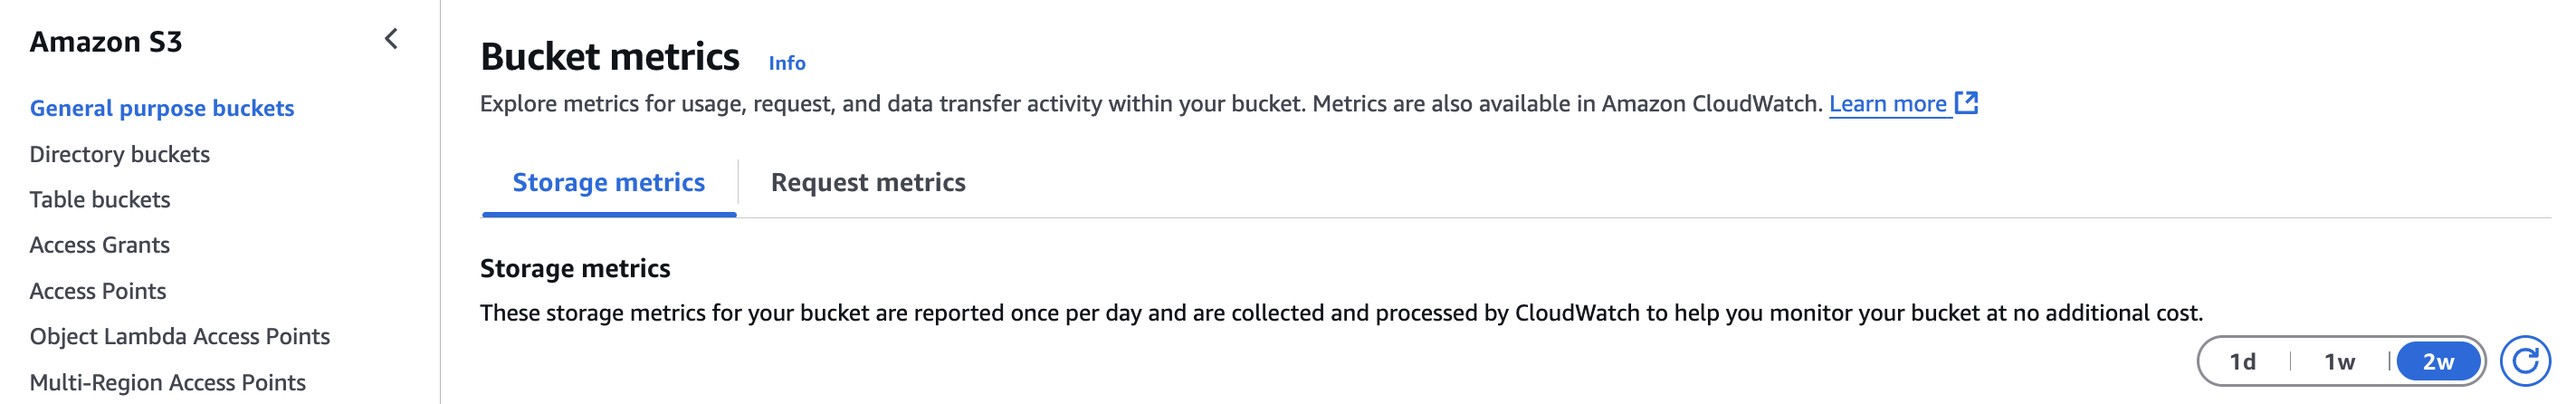 Amazon S3
General purpose buckets
Directory buckets
Table buckets
Access Grants
Access Points
Object Lambda Access Points
Multi-Region Access Points
Bucket metrics Info
Explore metrics for usage, request, and data transfer activity within your bucket. Metrics are also available in Amazon CloudWatch. Learn more
Storage metrics Request metrics
Storage metrics
These storage metrics for your bucket are reported once per day and are collected and processed by CloudWatch to help you monitor your bucket at no additional cost.
1d 1w 2w